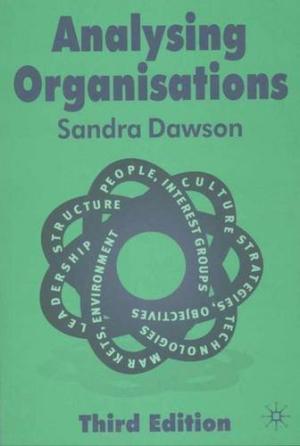 Analysing
Organisations
Sandra Dawson
LEADERSHIP
STRUCTURE
PEOPLE, INTEREST GROUPS
CULTURE
STRATEGIES, OBJECTIVES
TECHNOLOGIES
MARKETS, ENVIRONMENT
Third Edition